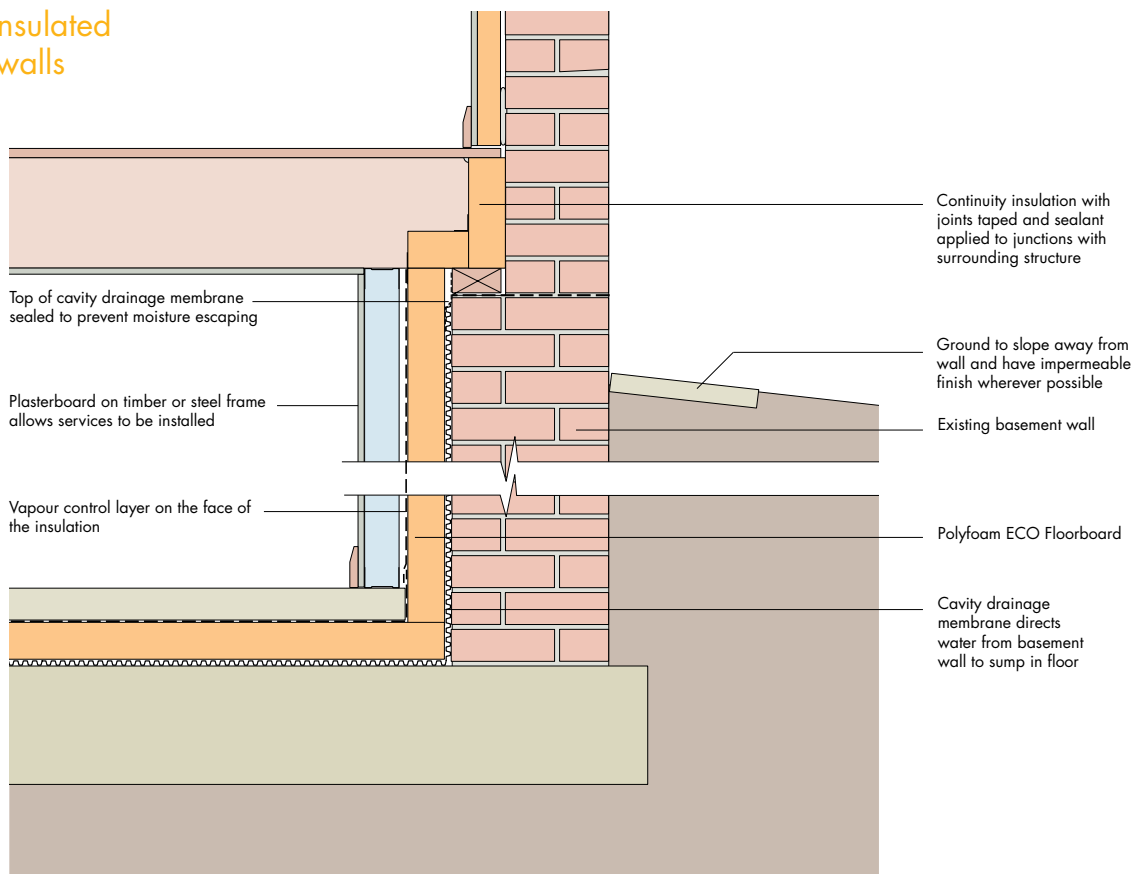 nsulated
walls
Continuity insulation with
joints taped and sealant
applied to junctions with
surrounding structure
Top of cavity drainage membrane
sealed to prevent moisture escaping
Ground to slope away from
wall and have impermeable
finish wherever possible
Plasterboard on timber or steel frame
allows services to be installed
Existing basement wall
Vapour control layer on the face of
the insulation
Polyfoam ECO Floorboard
Cavity drainage
membrane directs
water from basement
wall to sump in floor